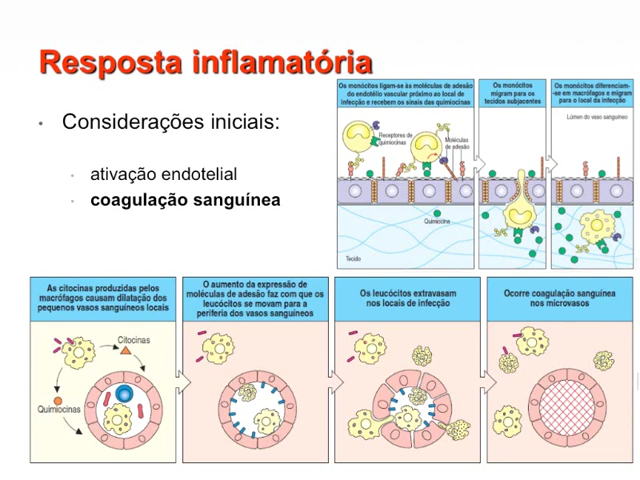 Resposta inflamatória
• Considerações iniciais:
• ativação endotelial
• coagulação sanguínea
Os monócitos ligam-se às moléculas de adesão
do endotélio vascular próximo ao local de
infecção e recebem os sinais das quimiocinas
Receptores de
quimiocinas
Moléculas
de adesão
Quimiocina
Tecido
Os monócitos
migram para os
tecidos subjacentes
Os monócitos diferenciam-
-se em macrófagos e migram
para o local da infecção
Lúmen do vaso sanguíneo
As citocinas produzidas pelos
macrófagos causam dilatação dos
pequenos vasos sanguíneos locais
Citocinas
Quimiocinas
O aumento da expressão de
moléculas de adesão faz com que os
leucócitos se movam para a
periferia dos vasos sanguíneos
Os leucócitos extravasam
nos locais de infecção
Ocorre coagulação sanguínea
nos microvasos